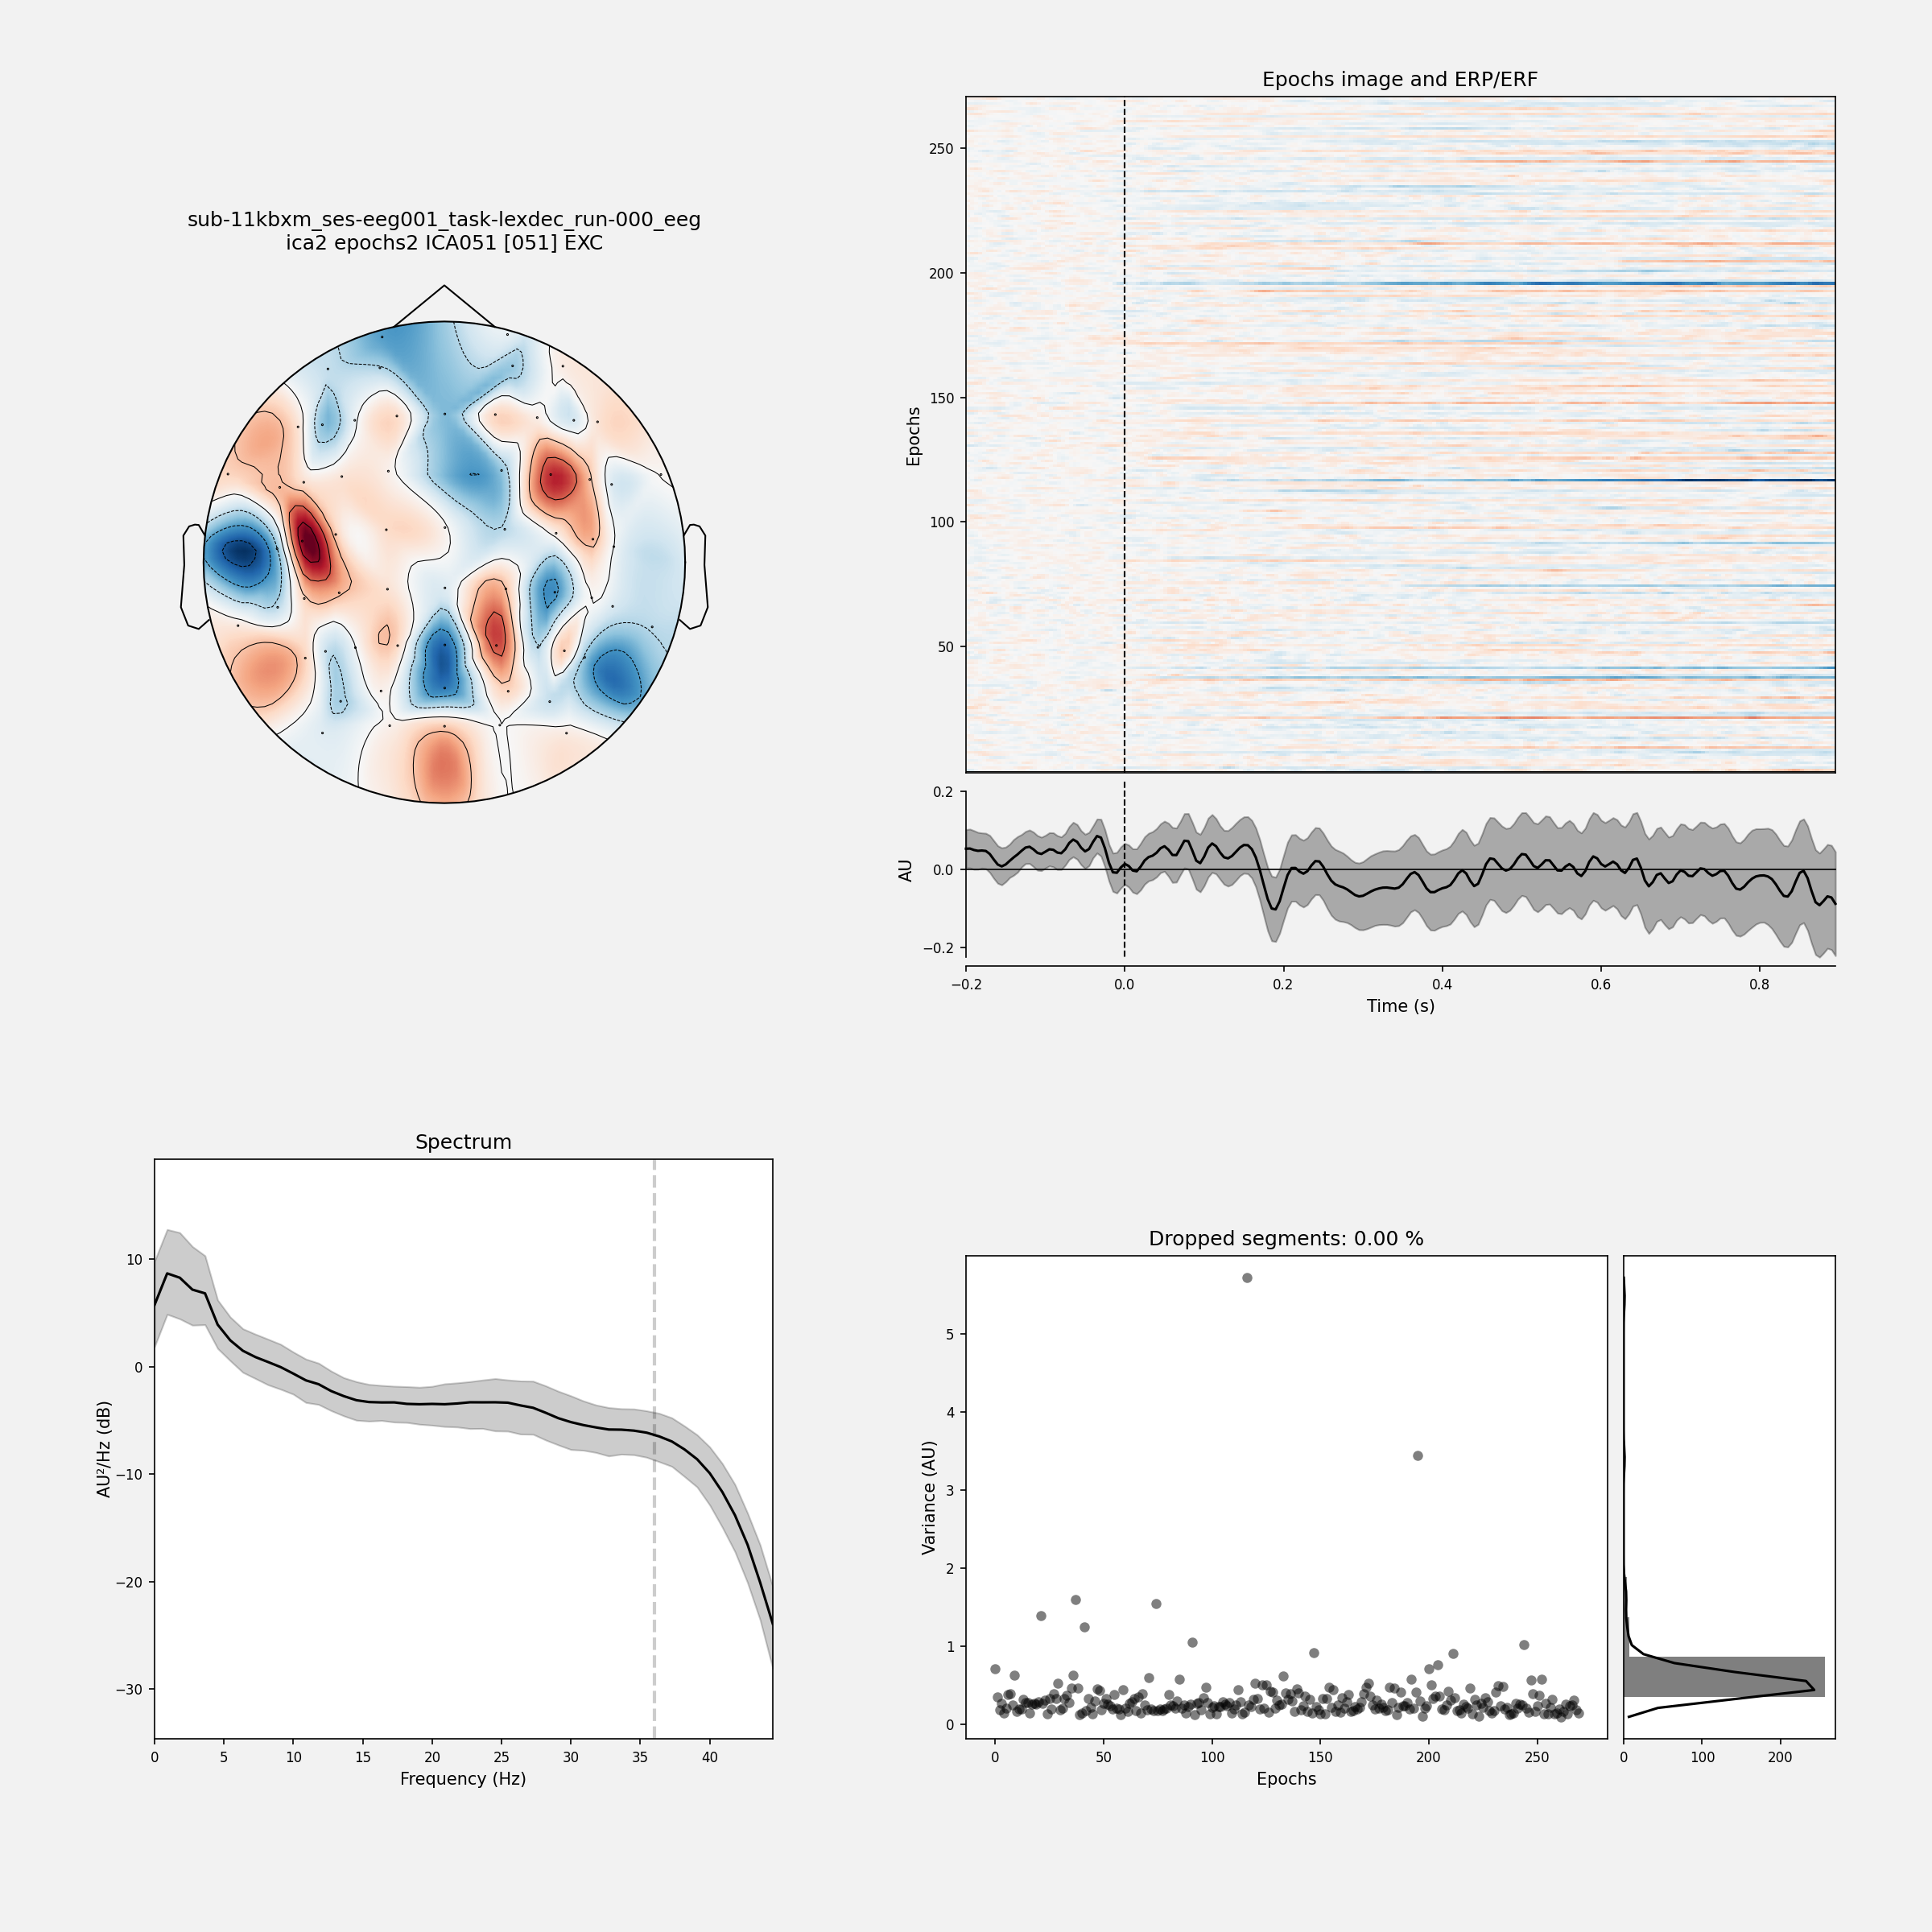 sub-11kbxm_ses-eeg001_task-lexdec_run-000_eeg
ica2 epochs2 ICA051 [051] EXC
Epochs image and ERP/ERF
Epochs
250
200
150
100
50
AU
0.2
0.0
−0.2
−0.2 0.0 0.2 0.4 0.6 0.8
Time (s)
Spectrum
AU²/Hz (dB)
10
0
−10
−20
−30
0 5 10 15 20 25 30 35 40
Frequency (Hz)
Dropped segments: 0.00 %
Variance (AU)
5
4
3
2
1
0
0 50 100 150 200 250
Epochs
0 100 200